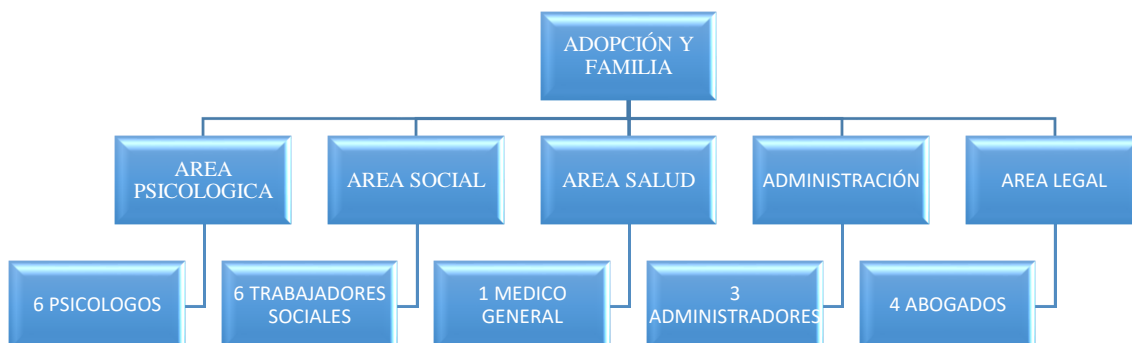 ADOPCIÓN Y
FAMILIA
AREA
PSICOLOGICA
AREA SOCIAL
AREA SALUD
ADMINISTRACIÓN
AREA LEGAL
6 PSICOLOGOS
6 TRABAJADORES
SOCIALES
1 MEDICO
GENERAL
3
ADMINISTRADORES
4 ABOGADOS